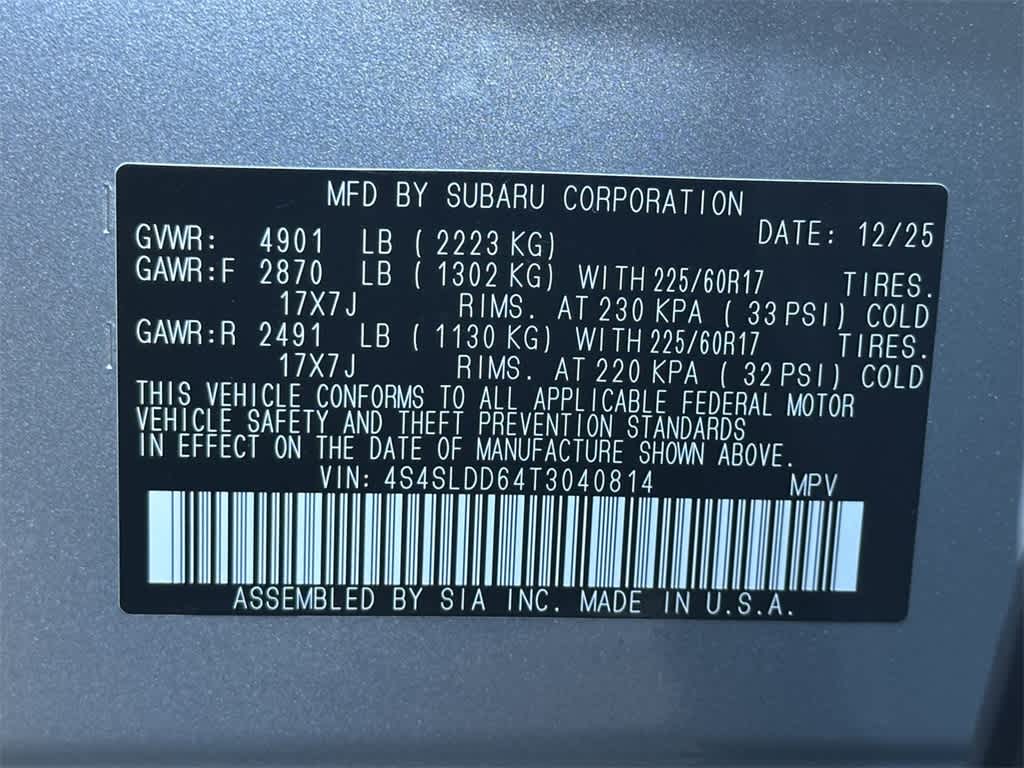 MFD BY SUBARU CORPORATION
DATE: 12/25
GVWR: 4901 LB ( 2223 KG)
GAWR:F 2870 LB ( 1302 KG) WITH 225/60R17 TIRES.
17X7J RIMS. AT 230 KPA ( 33 PSI) COLD
GAWR:R 2491 LB ( 1130 KG) WITH 225/60R17 TIRES.
17X7J RIMS. AT 220 KPA ( 32 PSI) COLD
THIS VEHICLE CONFORMS TO ALL APPLICABLE FEDERAL MOTOR
VEHICLE SAFETY AND THEFT PREVENTION STANDARDS
IN EFFECT ON THE DATE OF MANUFACTURE SHOWN ABOVE.
VIN: 4S4SLDD64T3040814 MPV
ASSEMBLED BY SIA INC. MADE IN U.S.A.